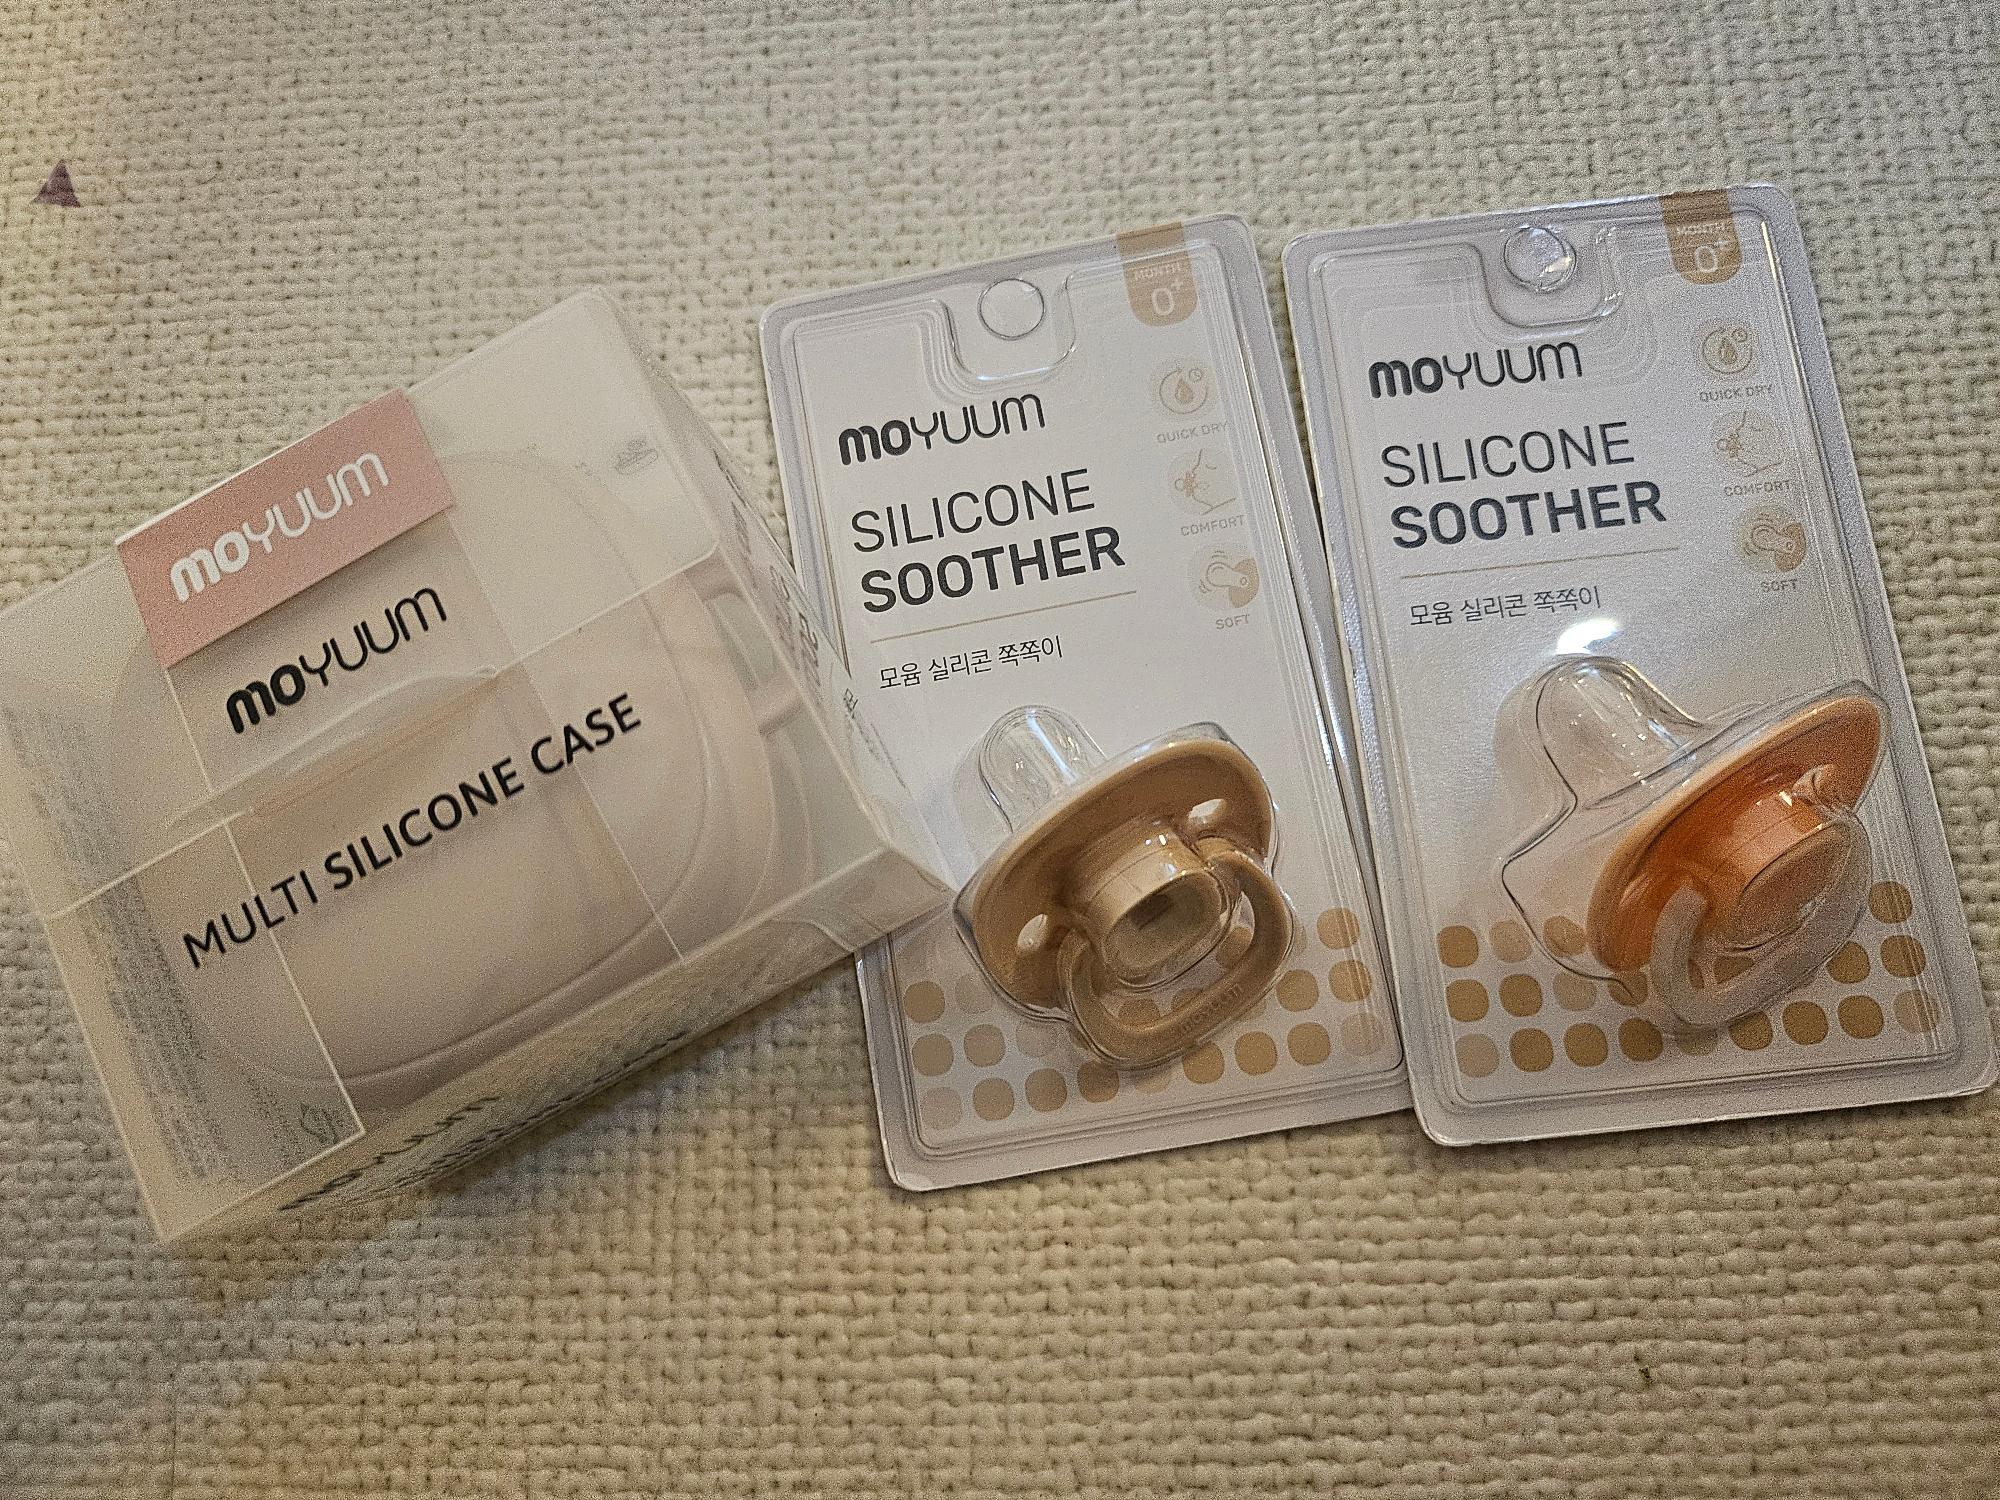 moyuum
moyuum
MULTI SILICONE CASE
MONTH
0+
moyuum
QUICK DRY
SILICONE
SOOTHER
COMFORT
SOFT
모윰 실리콘 쪽쪽이
moyuum
MONTH
0+
moyuum
QUICK DRY
SILICONE
SOOTHER
COMFORT
SOFT
모윰 실리콘 쪽쪽이